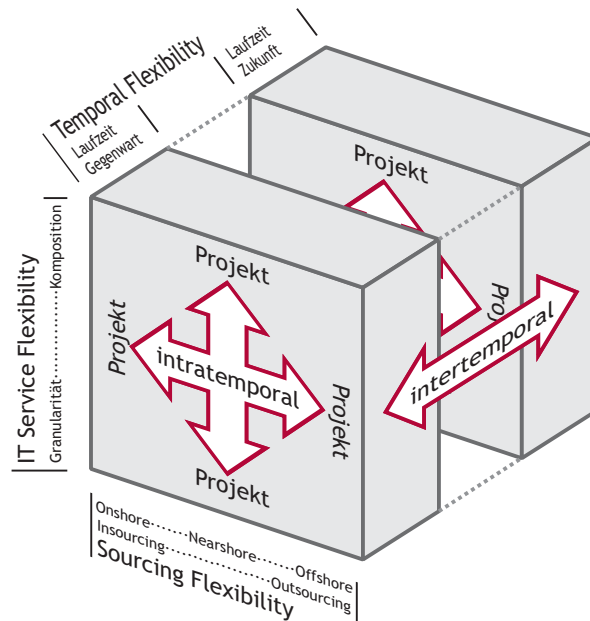 Temporal Flexibility
Laufzeit
Gegenwart
Laufzeit
Zukunft
Projekt
Projekt
intertemporal
Projekt
Projekt
intratemporal
Projekt
Projekt
IT Service Flexibility
Granularität············Komposition
Onshore······Nearshore······Offshore
Insourcing····················Outsourcing
Sourcing Flexibility